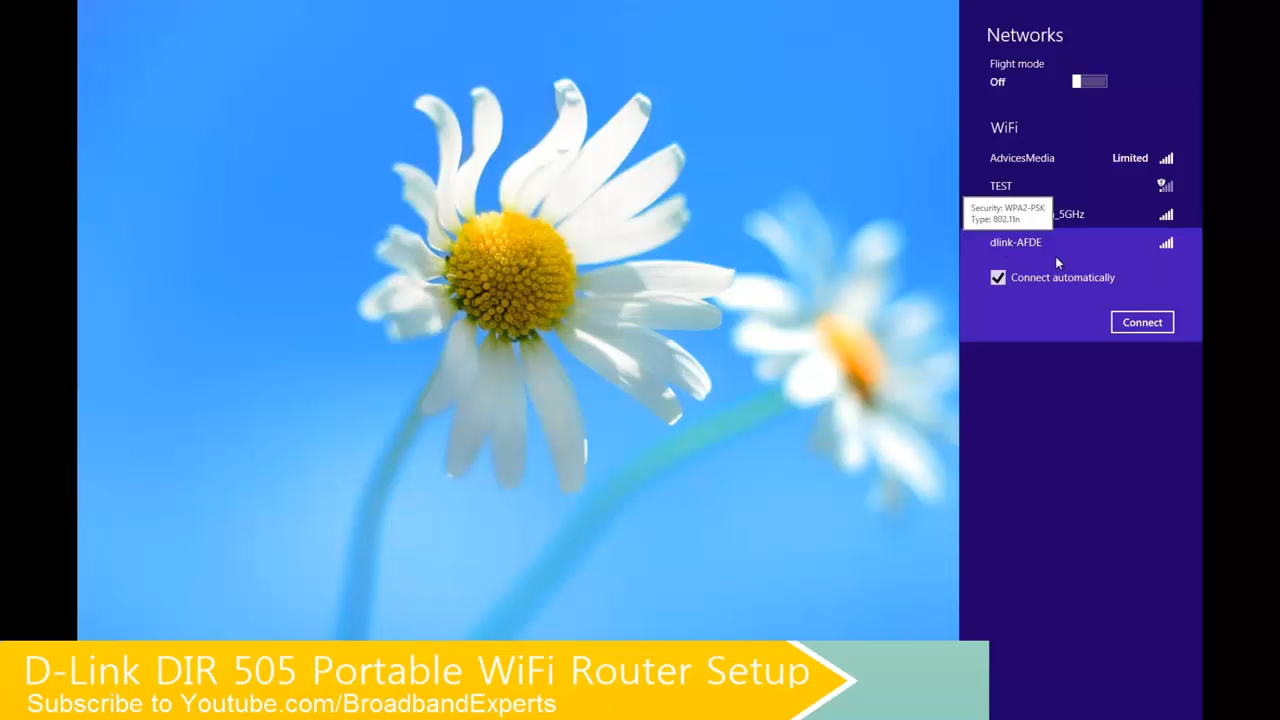 Networks
Flight mode
Off
WiFi
AdvicesMedia Limited
TEST
Security: WPA2-PSK
Type: 802.11n
_5GHz
dlink-AFDE
Connect automatically
Connect
D-Link DIR 505 Portable WiFi Router Setup
Subscribe to Youtube.com/BroadbandExperts